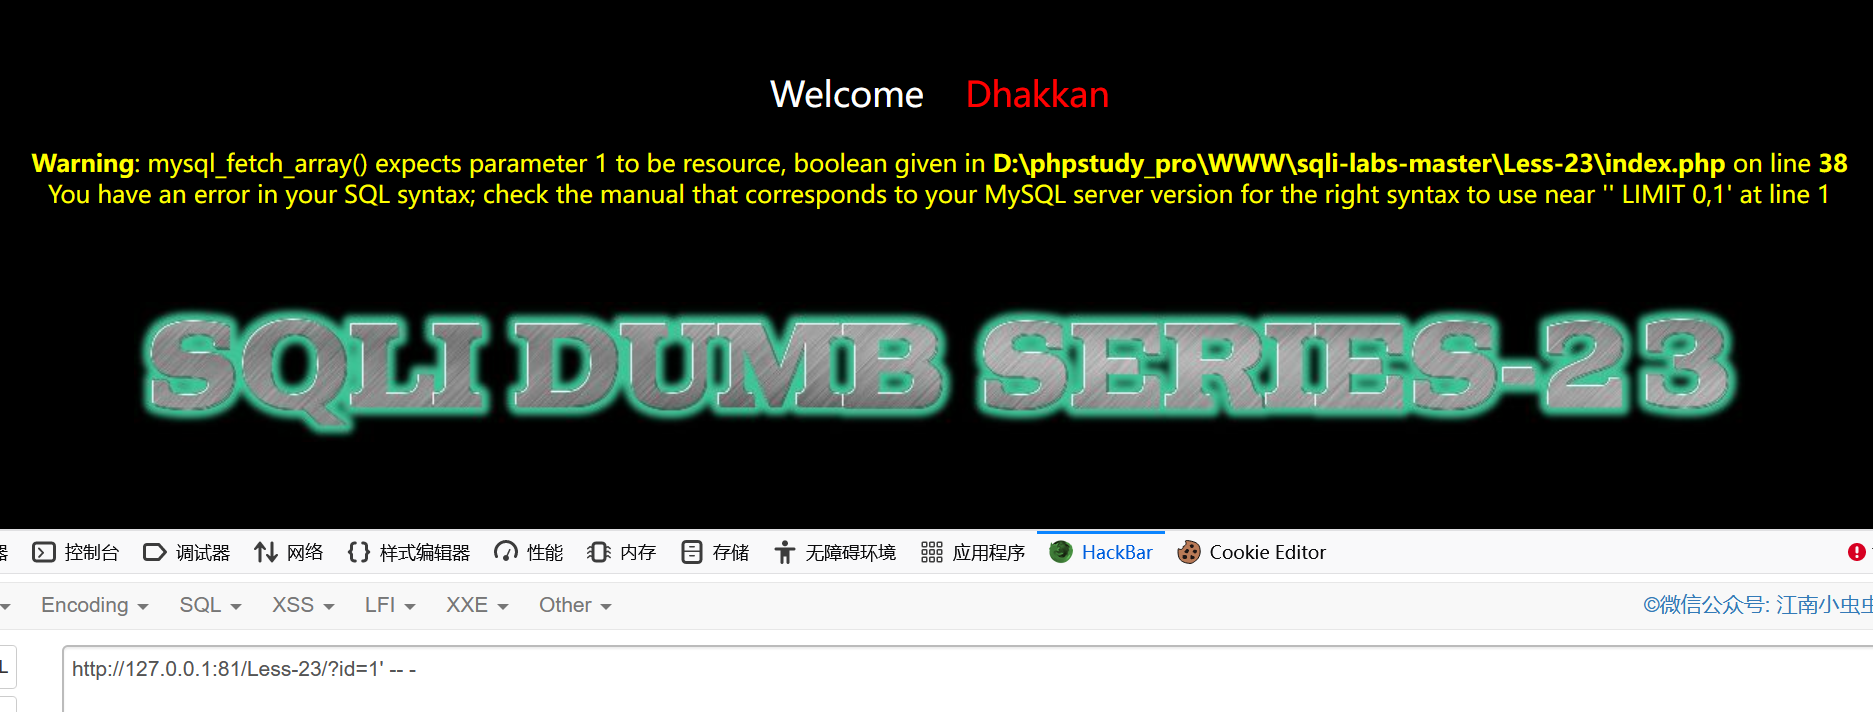 Welcome Dhakkan
Warning: mysql_fetch_array() expects parameter 1 to be resource, boolean given in D:\phpstudy_pro\WWW\sqli-labs-master\Less-23\index.php on line 38
You have an error in your SQL syntax; check the manual that corresponds to your MySQL server version for the right syntax to use near '' LIMIT 0,1' at line 1
SQLI DUMB SERIES-23
器 控制台 调试器 网络 样式编辑器 性能 内存 存储 无障碍环境 应用程序 HackBar Cookie Editor
Encoding SQL XSS LFI XXE Other ©微信公众号: 江南小虫虫
L http://127.0.0.1:81/Less-23/?id=1' -- -